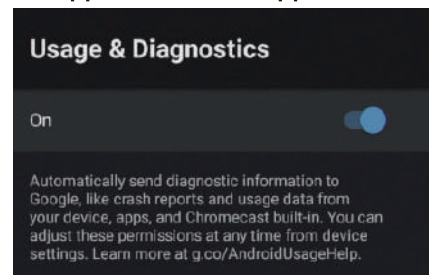 Usage & Diagnostics
On
Automatically send diagnostic information to
Google, like crash reports and usage data from
your device, apps, and Chromecast built-in. You can
adjust these permissions at any time from device
settings. Learn more at g.co/AndroidUsageHelp.